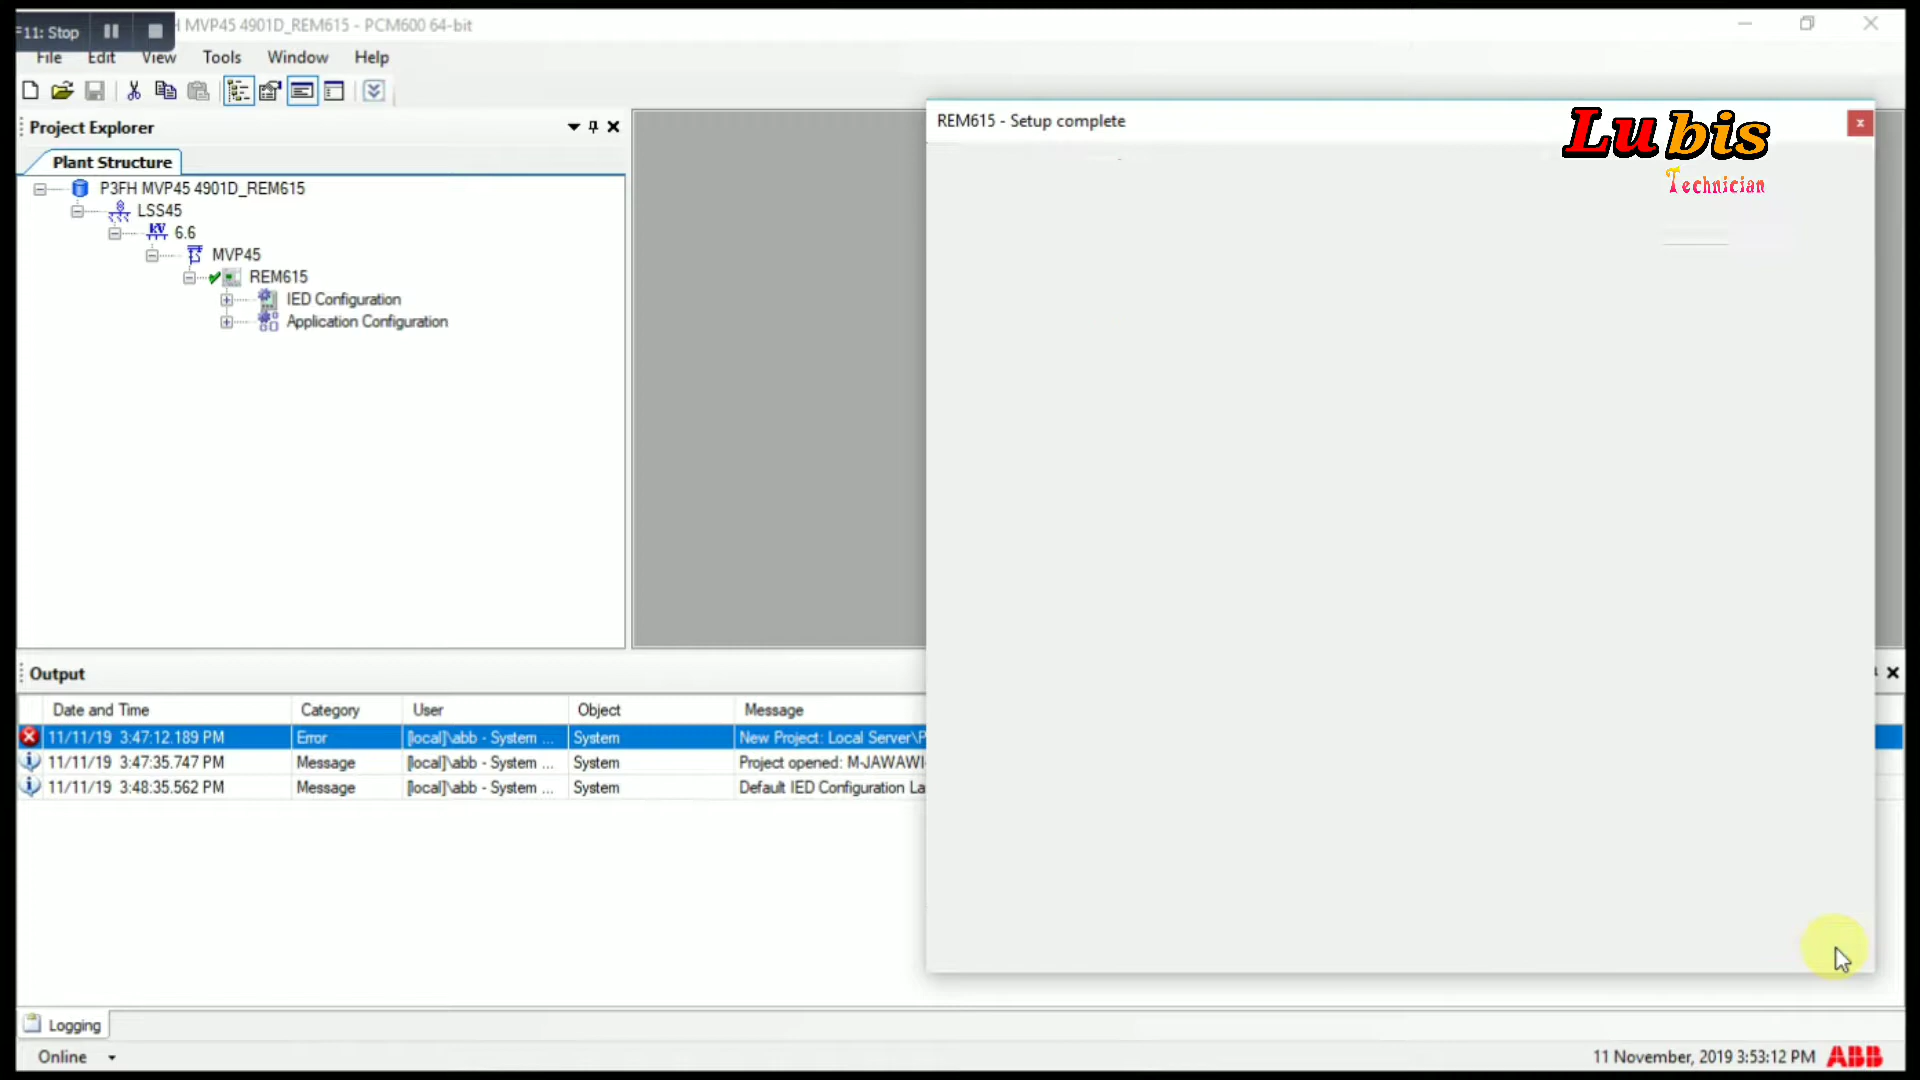 F11: Stop
MVP45 4901D_REM615 - PCM600 64-bit
File Edit View Tools Window Help
Project Explorer
Plant Structure
P3FH MVP45 4901D_REM615
LSS45
6.6
MVP45
REM615
IED Configuration
Application Configuration
REM615 - Setup complete
x
Lubis
Technician
Output
Date and Time Category User Object Message
11/11/19 3:47:12.189 PM Error [local]\abb - System ... System New Project: Local Server\P
11/11/19 3:47:35.747 PM Message [local]\abb - System ... System Project opened: M-JAWAWI-
11/11/19 3:48:35.562 PM Message [local]\abb - System ... System Default IED Configuration La
Logging
Online
11 November, 2019 3:53:12 PM ABB